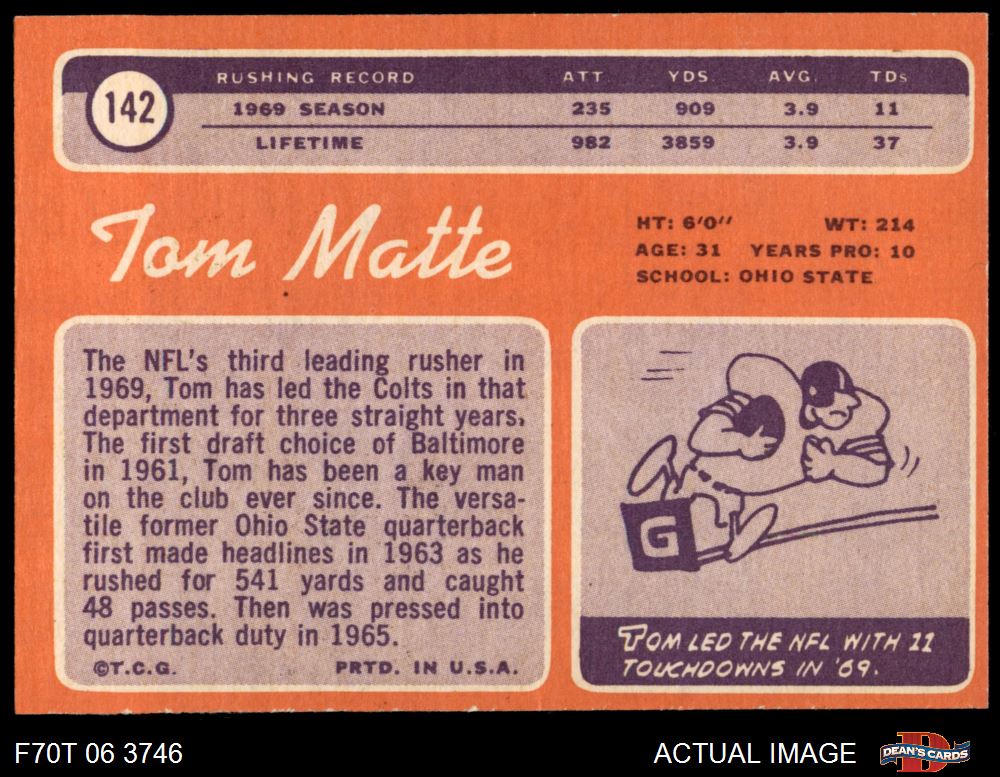 142
RUSHING RECORD ATT. YDS. AVG. TDs
1969 SEASON 235 909 3.9 11
LIFETIME 982 3859 3.9 37
Tom Matte
HT: 6'0" WT: 214
AGE: 31 YEARS PRO: 10
SCHOOL: OHIO STATE
The NFL's third leading rusher in
1969, Tom has led the Colts in that
department for three straight years.
The first draft choice of Baltimore
in 1961, Tom has been a key man
on the club ever since. The versa-
tile former Ohio State quarterback
first made headlines in 1963 as he
rushed for 541 yards and caught
48 passes. Then was pressed into
quarterback duty in 1965.
©T.C.G. PRTD. IN U.S.A.
G
TOM LED THE NFL WITH 11
TOUCHDOWNS IN '69.
F70T 06 3746
ACTUAL IMAGE
DEAN'S CARDS